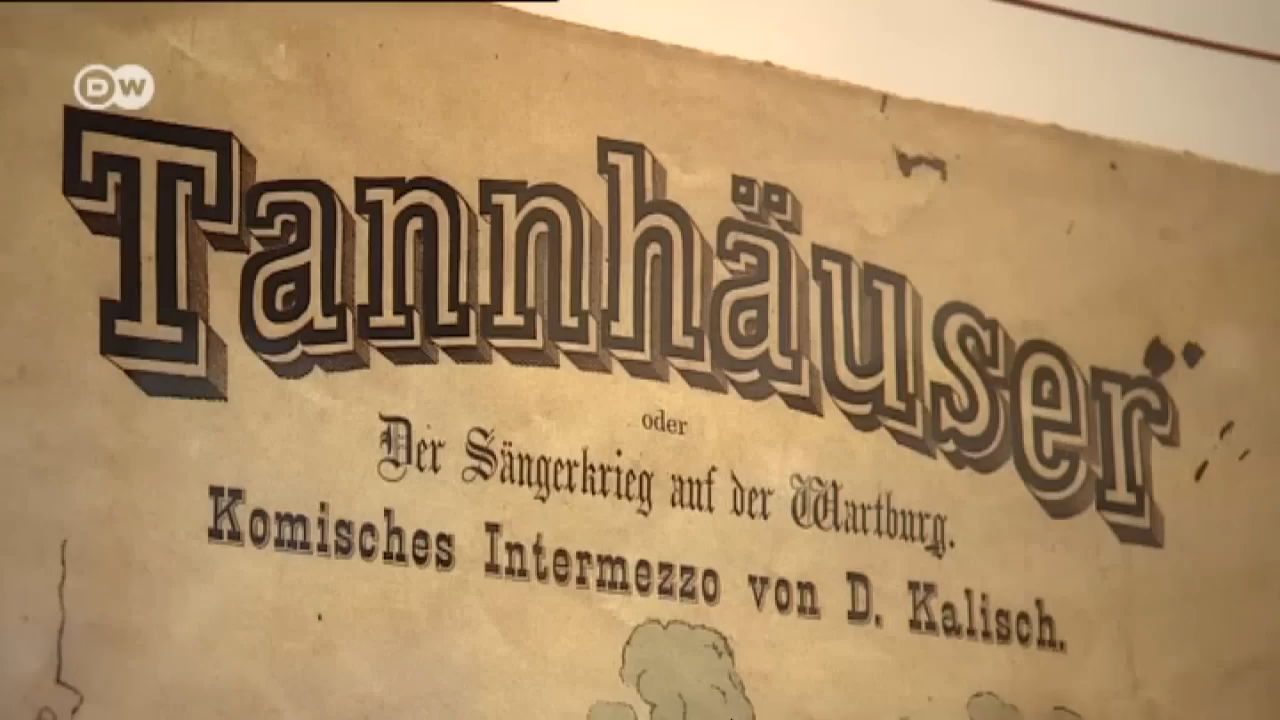 DW
Tannhäuser
oder
Der Sängerkrieg auf der Wartburg.
Komisches Intermezzo von D. Kalisch.